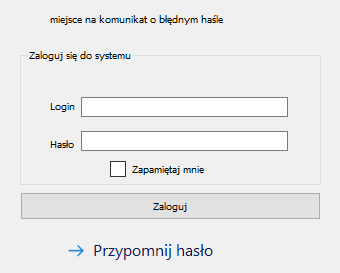 miejsce na komunikat o błędnym haśle
Zaloguj się do systemu
Login
Hasło
Zapamiętaj mnie
Zaloguj
Przypomnij hasło